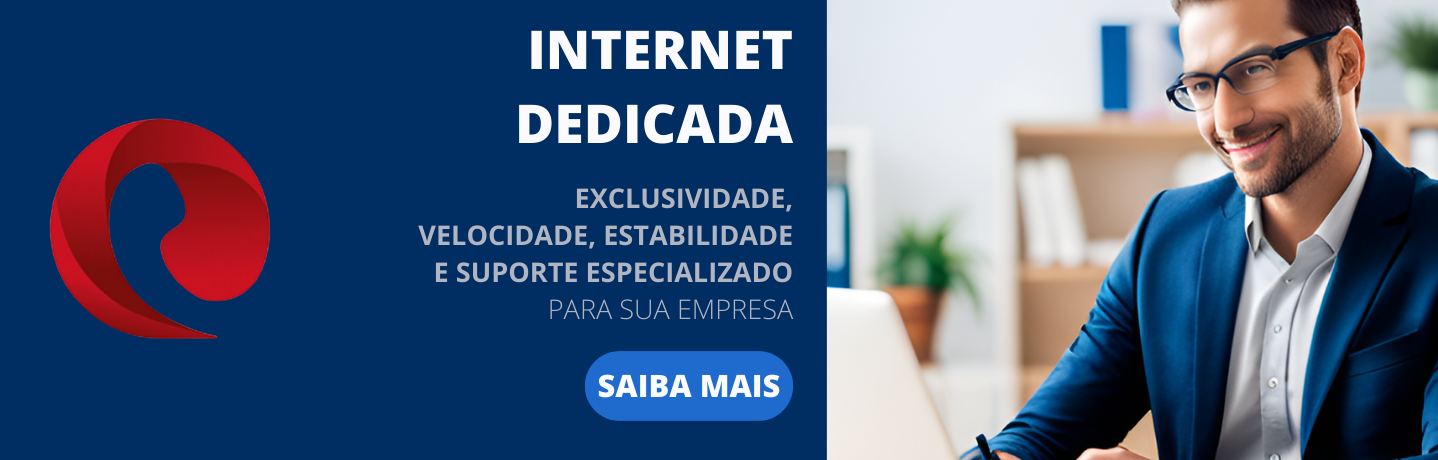 INTERNET
DEDICADA
EXCLUSIVIDADE,
VELOCIDADE, ESTABILIDADE
E SUPORTE ESPECIALIZADO
PARA SUA EMPRESA
SAIBA MAIS